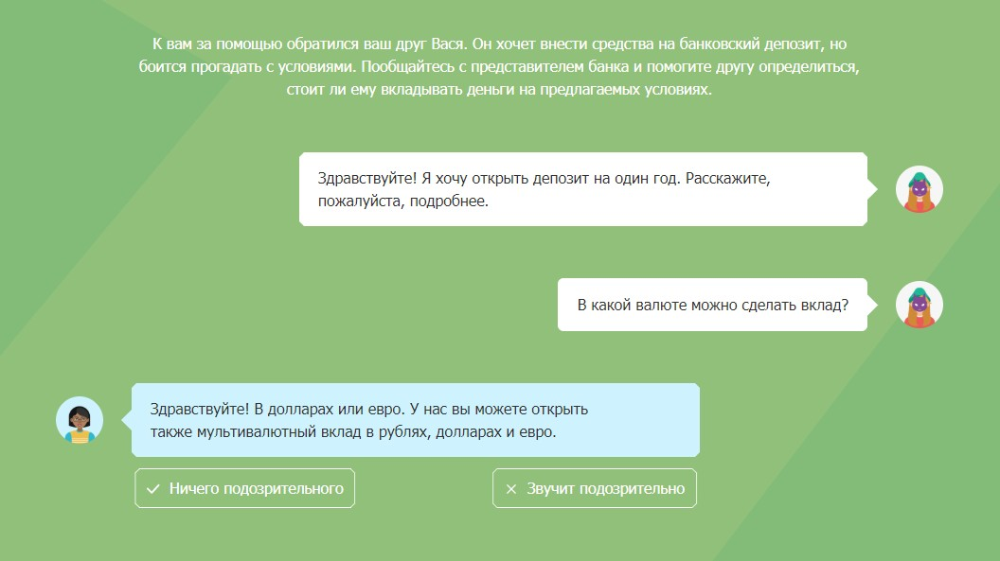 К вам за помощью обратился ваш друг Вася. Он хочет внести средства на банковский депозит, но
боится прогадать с условиями. Пообщайтесь с представителем банка и помогите другу определиться,
стоит ли ему вкладывать деньги на предлагаемых условиях.
Здравствуйте! Я хочу открыть депозит на один год. Расскажите,
пожалуйста, подробнее.
В какой валюте можно сделать вклад?
Здравствуйте! В долларах или евро. У нас вы можете открыть
также мультивалютный вклад в рублях, долларах и евро.
Ничего подозрительного
Звучит подозрительно